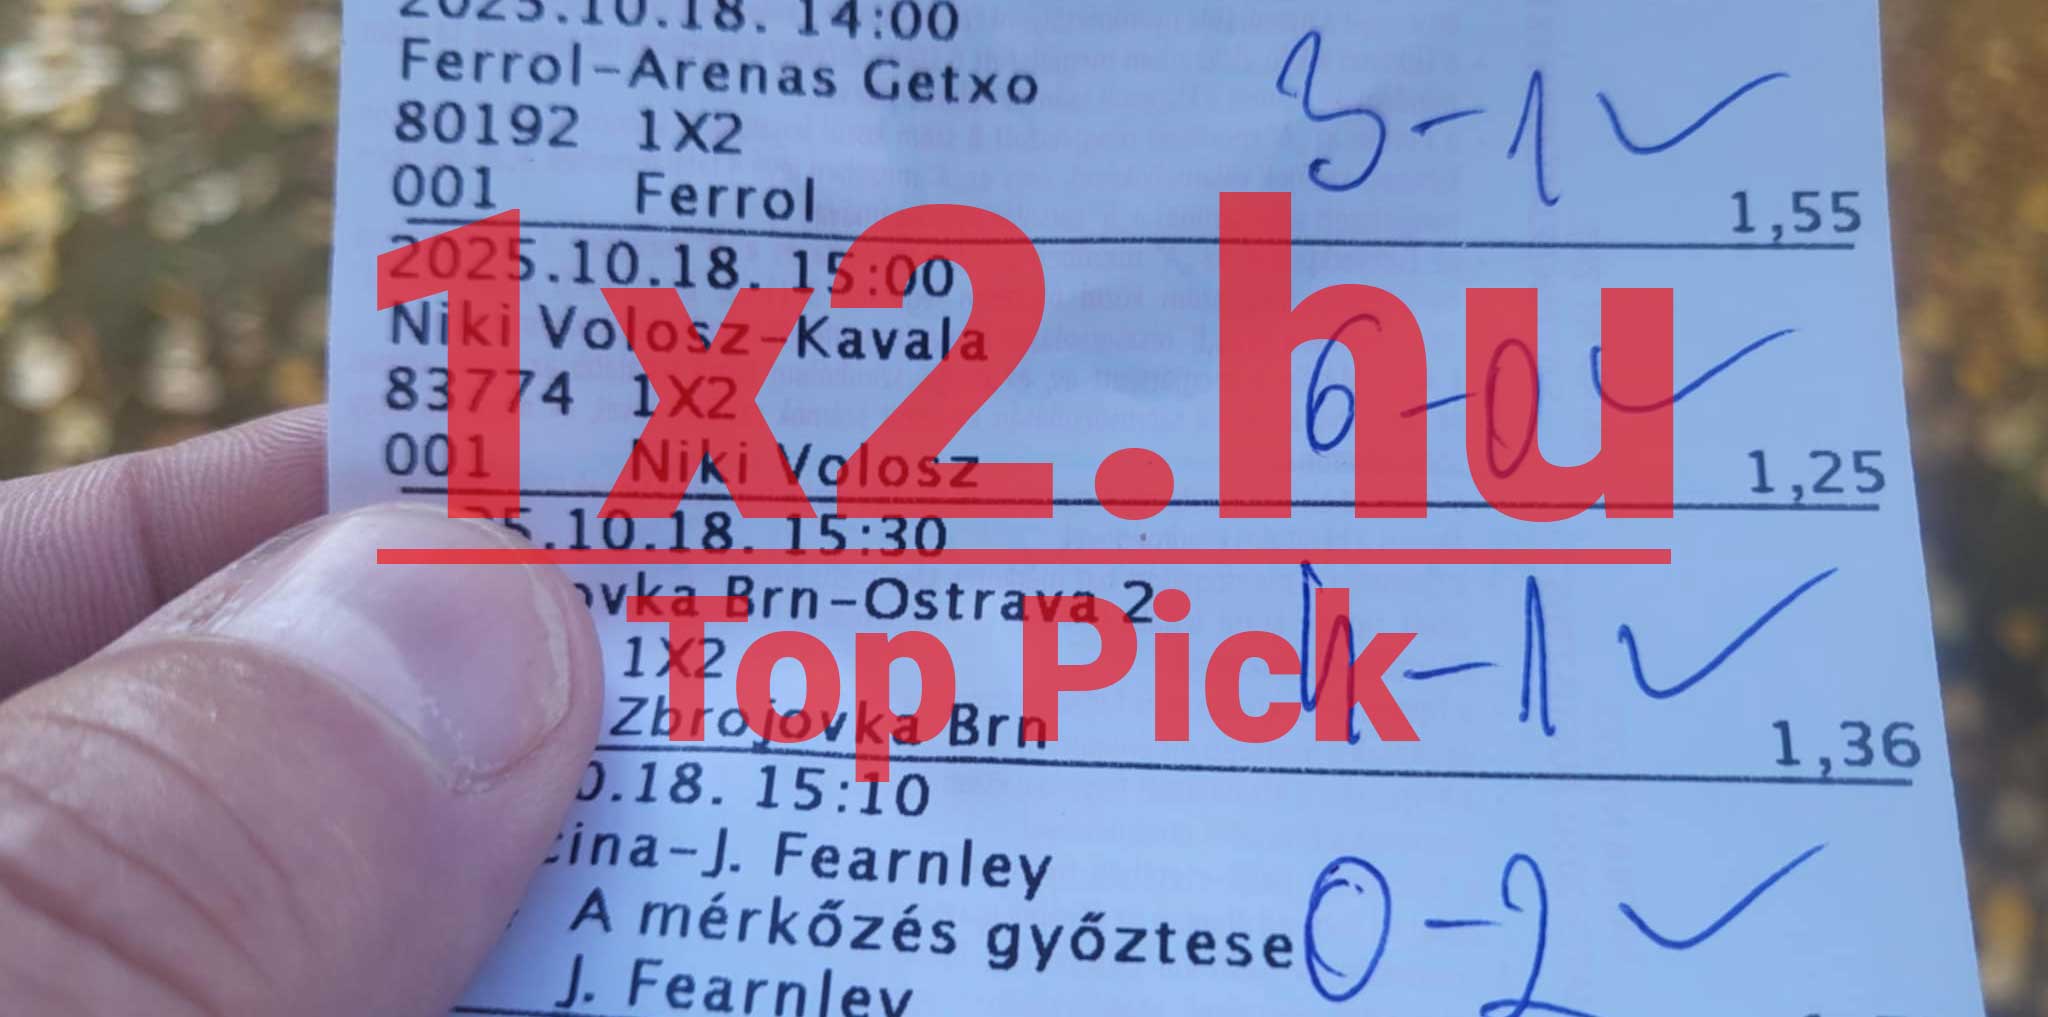 2025.10.18. 14:00
Ferrol-Arenas Getxo
3-1
80192 1X2
001 Ferrol
1,55
2025.10.18. 15:00
Niki Volosz-Kavala
6-0
83774 1X2
001 Niki Volosz
1,25
.10.18. 15:30
Brn-Ostrava 2
4-1
1X2
Zbrojovka Brn
1,36
.18. 15:10
J. Fearnley
0-2
A mérkőzés győztese
J. Fearnley
1x2.hu
Top Pick